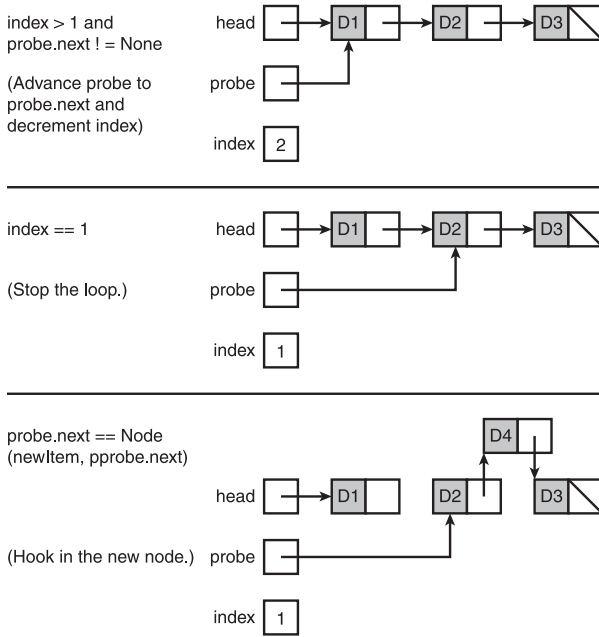 index > 1 and
probe.next ! = None
(Advance probe to
probe.next and
decrement index)
head
D1
D2
D3
probe
index
2
index == 1
(Stop the loop.)
head
D1
D2
D3
probe
index
1
probe.next == Node
(newItem, pprobe.next)
(Hook in the new node.)
D4
head
D1
D2
D3
probe
index
1